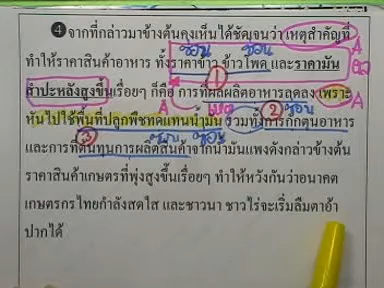 ❹ จากที่กล่าวมาข้างต้นคงเห็นได้ชัดเจนว่า เหตุสำคัญที่
A
ซ้อน ซ้อน
ทำให้ราคาสินค้าอาหาร ทั้งราคาข้าว ข้าวโพด และราคามัน
1
สำปะหลังสูงขึ้นเรื่อยๆ ก็คือ การที่ผลผลิตอาหารลดลง เพราะ
A
A
2 ซ้อน
หันไปใช้พื้นที่ปลูกพืชทดแทนน้ำมัน รวมทั้งการกักตุนอาหาร
3
ซ้อน
และการที่ต้นทุนการผลิตสินค้าจากน้ำมันแพงดังกล่าวข้างต้น
ราคาสินค้าเกษตรที่พุ่งสูงขึ้นเรื่อยๆ ทำให้หวังกันว่าอนาคต
เกษตรกรไทยกำลังสดใส และชาวนา ชาวไร่จะเริ่มลืมตาอ้า
ปากได้